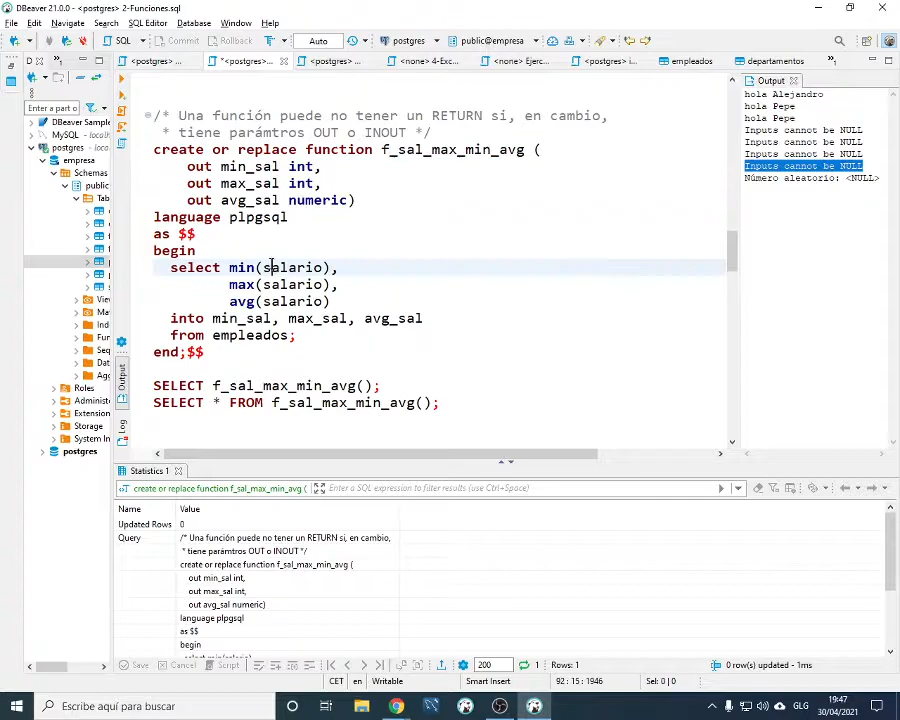 DBeaver 21.0.0 - <postgres> 2-Funciones.sql
File Edit Navigate Search SQL Editor Database Window Help
SQL Commit Rollback T Auto postgres public@empresa
D » <postgres> ... *<postgres>... <postgres> ... <none> 4-Exc... <none> Ejerc... <postgres> i... empleados departamentos »
Enter a part o
DBeaver Sample
MySQL - localh
postgres - local
empresa
Schemas
public
Tab
Viev
Ma
Ind
Fun
Seq
Dat
Agg
Roles
Administ
Extension
Storage
System In
postgres
Output
Log
/* Una función puede no tener un RETURN si, en cambio,
* tiene parámtros OUT o INOUT */
create or replace function f_sal_max_min_avg (
out min_sal int,
out max_sal int,
out avg_sal numeric)
language plpgsql
as $$
begin
select min(salario),
max(salario),
avg(salario)
into min_sal, max_sal, avg_sal
from empleados;
end;$$
SELECT f_sal_max_min_avg();
SELECT * FROM f_sal_max_min_avg();
Output
hola Alejandro
hola Pepe
hola Pepe
Inputs cannot be NULL
Inputs cannot be NULL
Inputs cannot be NULL
Inputs cannot be NULL
Número aleatorio: <NULL>
Statistics 1
create or replace function f_sal_max_min_avg ( Enter a SQL expression to filter results (use Ctrl+Space)
Name Value
Updated Rows 0
Query /* Una función puede no tener un RETURN si, en cambio,
* tiene parámtros OUT o INOUT */
create or replace function f_sal_max_min_avg (
out min_sal int,
out max_sal int,
out avg_sal numeric)
language plpgsql
as $$
begin
select min(salario)
Save Cancel Script 200 1 Rows: 1 0 row(s) updated - 1ms
CET en Writable Smart Insert 92 : 15 : 1946 Sel: 0 | 0
Escribe aquí para buscar GLG 19:47
30/04/2021